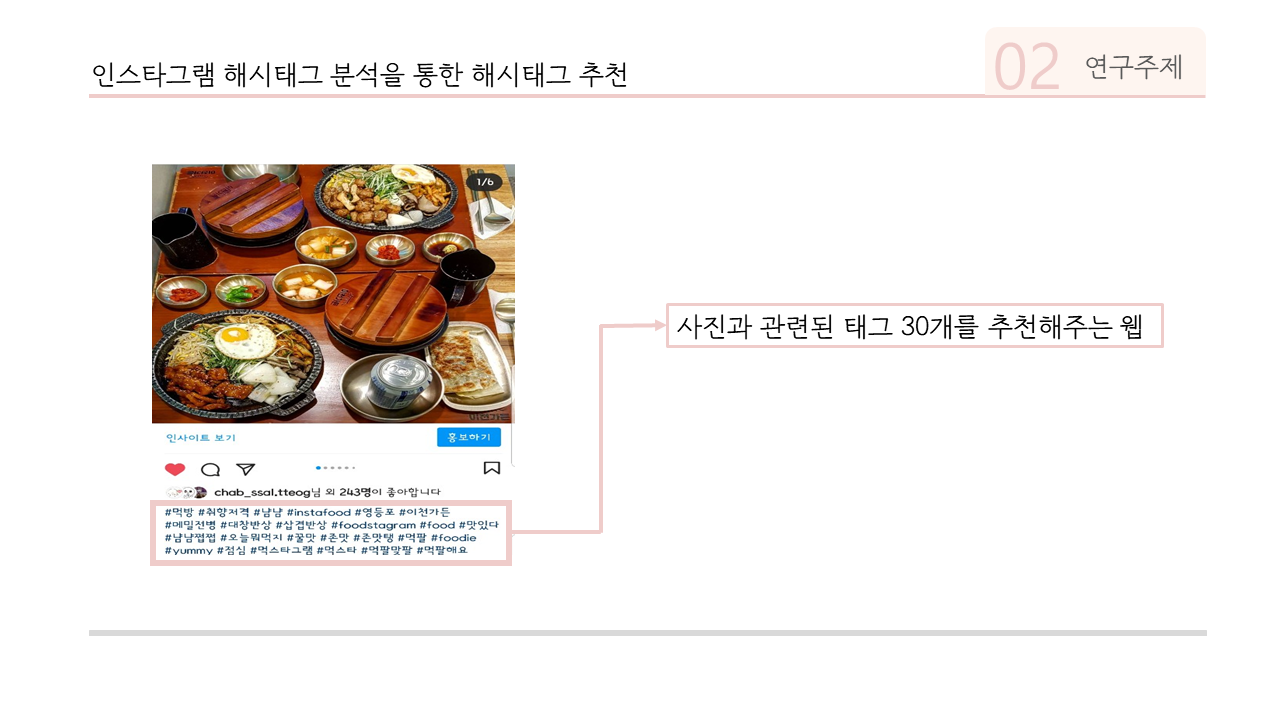 인스타그램 해시태그 분석을 통한 해시태그 추천
02 연구주제
1/6
인사이트 보기
홍보하기
chab_ssal.tteog님 외 243명이 좋아합니다
#먹방 #취향저격 #냠냠 #instafood #영등포 #이천가든
#메밀전병 #대창반상 #삼겹반상 #foodstagram #food #맛있다
#냠냠쩝쩝 #오늘뭐먹지 #꿀맛 #존맛 #존맛탱 #먹팔 #foodie
#yummy #점심 #먹스타그램 #먹스타 #먹팔맞팔 #먹팔해요
사진과 관련된 태그 30개를 추천해주는 웹